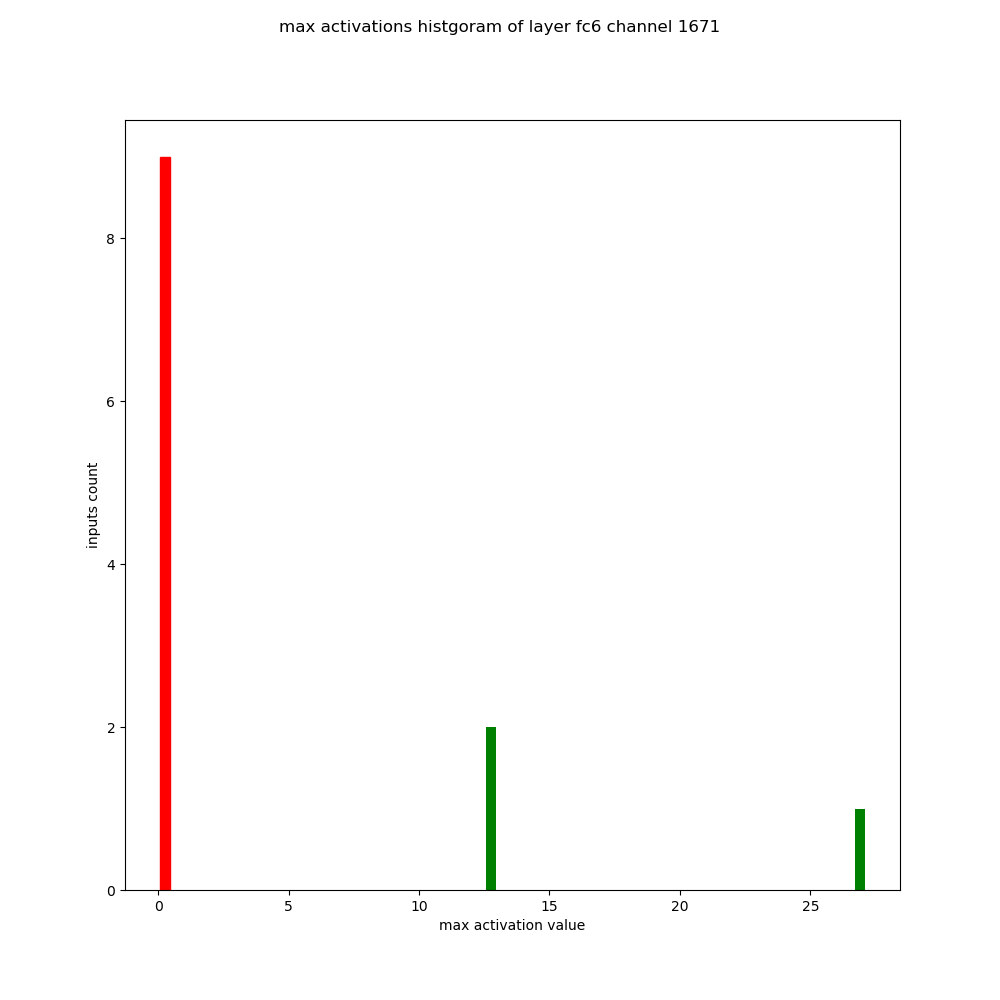 max activations histgoram of layer fc6 channel 1671
8
6
4
2
0
inputs count
0 5 10 15 20 25
max activation value